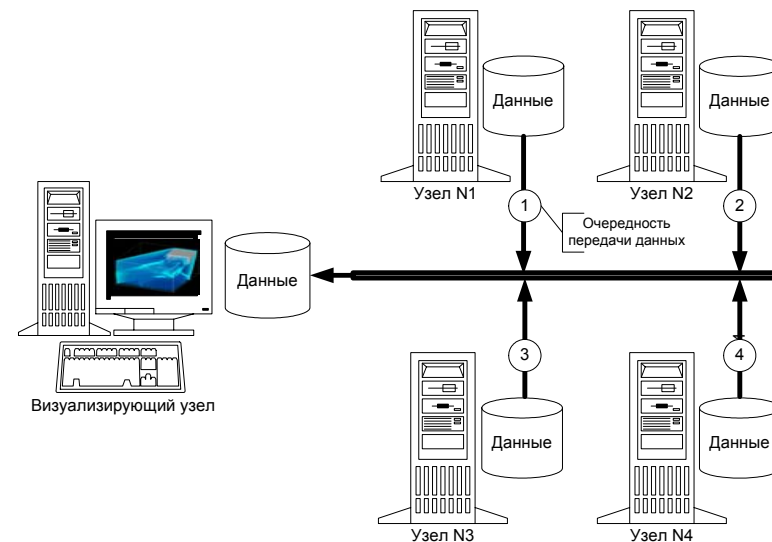 Данные
Данные
Узел N1
Узел N2
1
2
Очередность
передачи данных
Данные
3
4
Визуализирующий узел
Данные
Данные
Узел N3
Узел N4